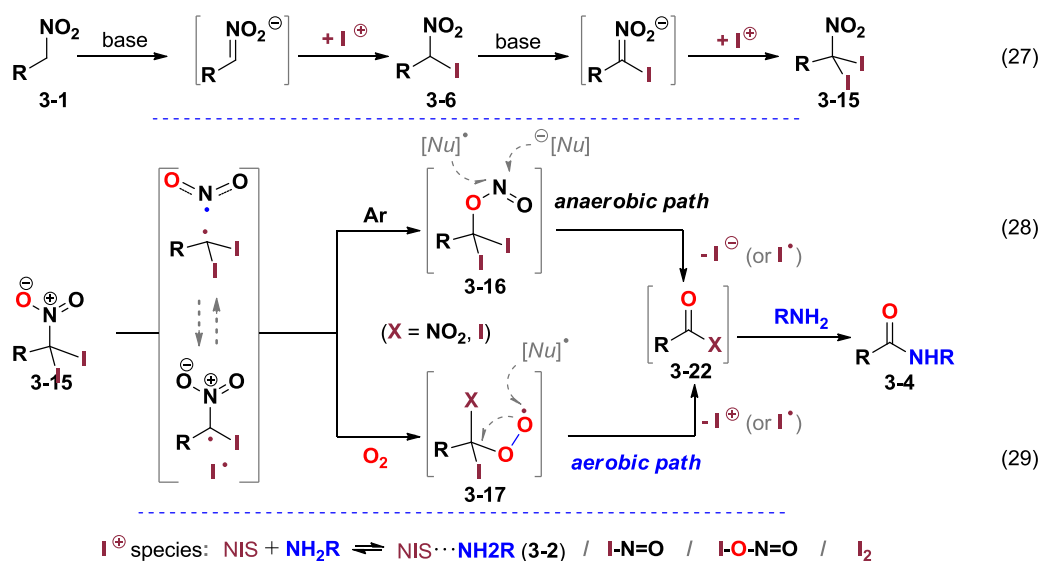 NO₂ NO₂⊖ NO₂ NO₂⊖ NO₂
base + I⊕ base + I⊕ (27)
R R R I R I R I I
3-1 3-6 3-15
[Nu]• ⊖[Nu]
O N O N
Ar O O anaerobic path (28)
R I I R I I - I⊖ (or I•)
3-16
⊖ O N⊕ O (X = NO₂, I) O RNH₂ O
R I I R X R NHR
3-15 3-22 3-4
⊖ O N⊕ O [Nu]•
X O•
R I R O - I⊕ (or I•)
I• O₂ I aerobic path (29)
3-17
I⊕ species: NIS + NH₂R ⇌ NIS···NH2R (3-2) / I-N=O / I-O-N=O / I₂